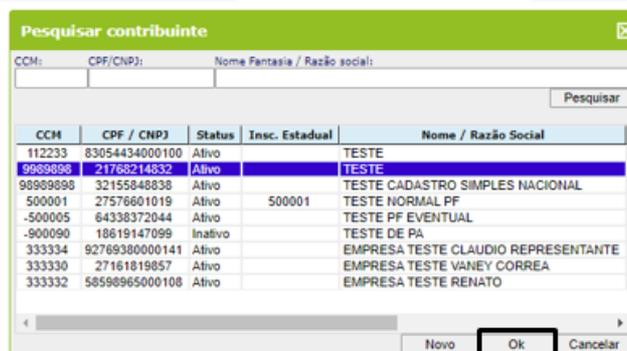 Pesquisar contribuinte
CCM: CPF/CNPJ: Nome Fantasia / Razão social:
Pesquisar
CCM CPF / CNPJ Status Insc. Estadual Nome / Razão Social
112233 83054434000100 Ativo TESTE
9989898 21768214832 Ativo TESTE
98989898 32155848838 Ativo TESTE CADASTRO SIMPLES NACIONAL
500001 27576601019 Ativo 500001 TESTE NORMAL PF
-500005 64338372044 Ativo TESTE PF EVENTUAL
-900090 18619147099 Inativo TESTE DE PA
333334 92769380000141 Ativo EMPRESA TESTE CLAUDIO REPRESENTANTE
333330 27161819857 Ativo EMPRESA TESTE VANEY CORREA
333332 58598965000108 Ativo EMPRESA TESTE RENATO
Novo Ok Cancelar